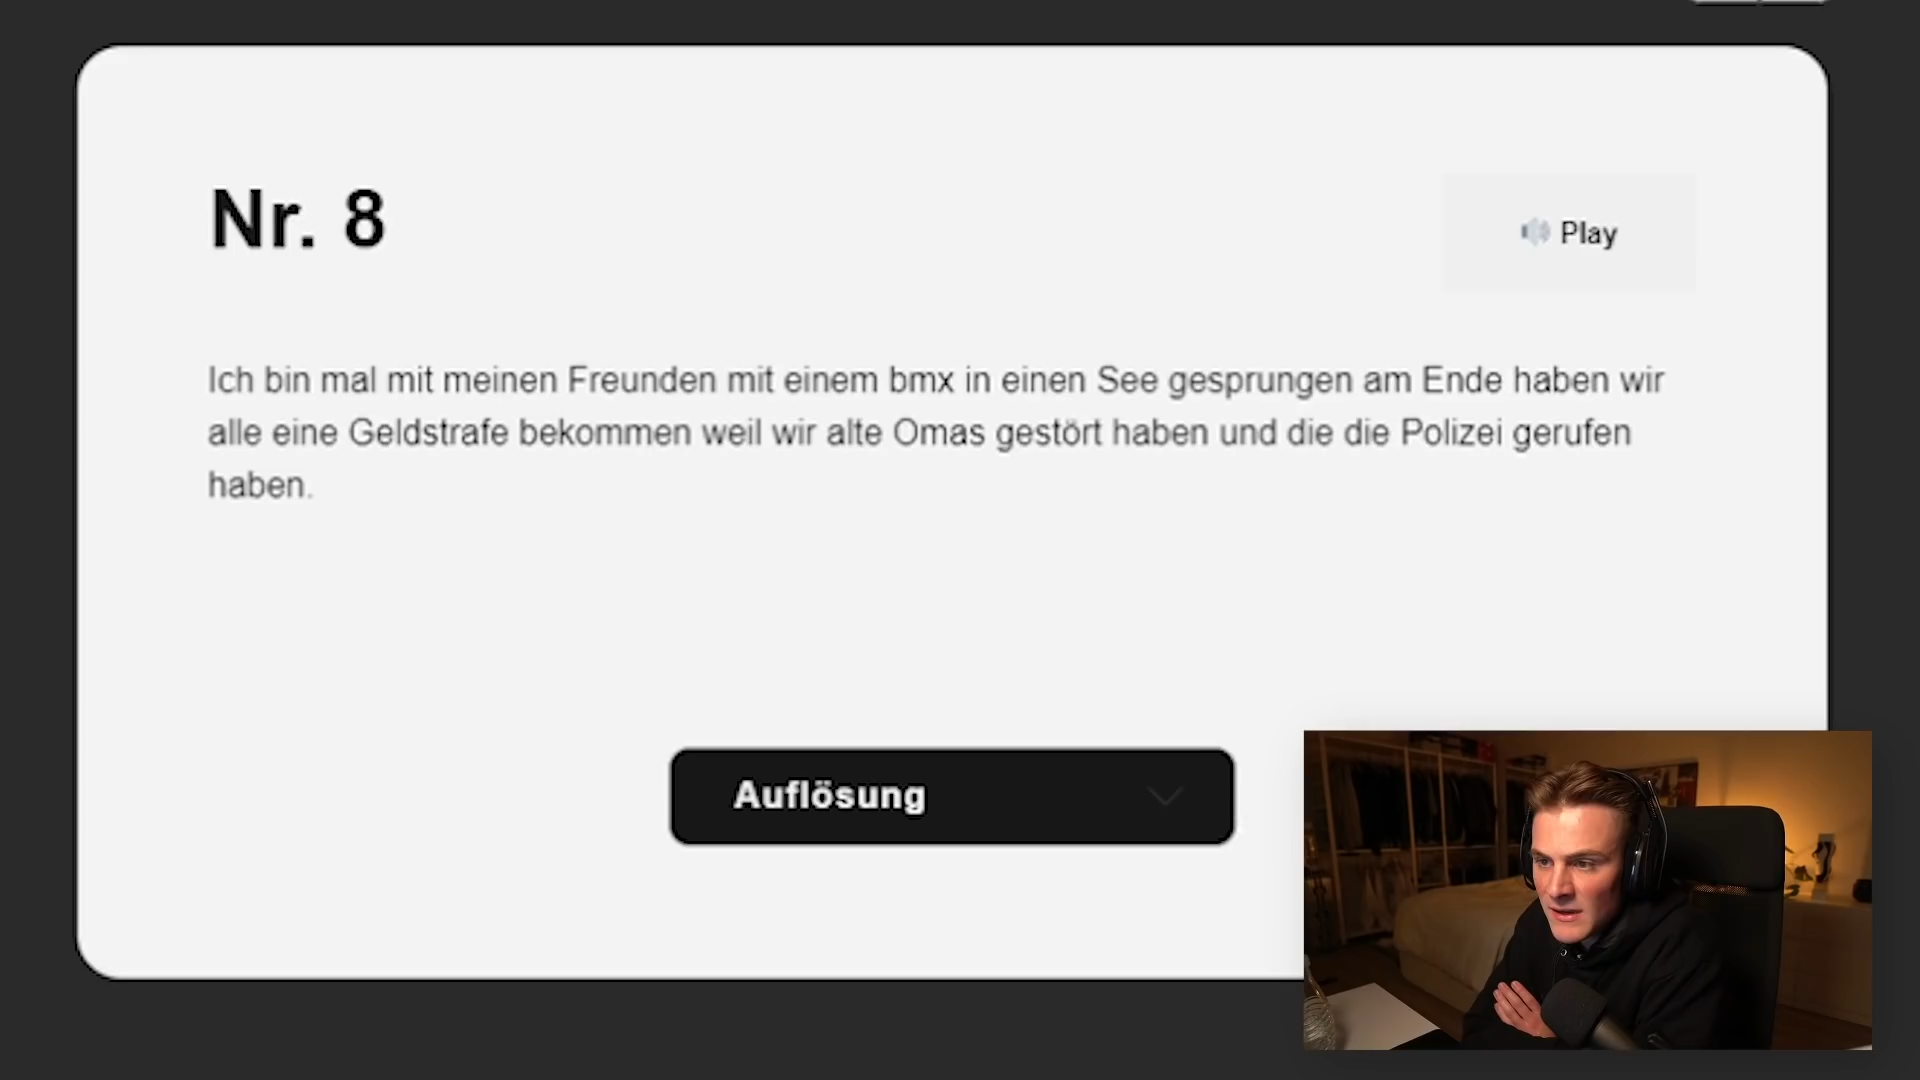 Nr. 8
Play
Ich bin mal mit meinen Freunden mit einem bmx in einen See gesprungen am Ende haben wir
alle eine Geldstrafe bekommen weil wir alte Omas gestört haben und die die Polizei gerufen
haben.
Auflösung